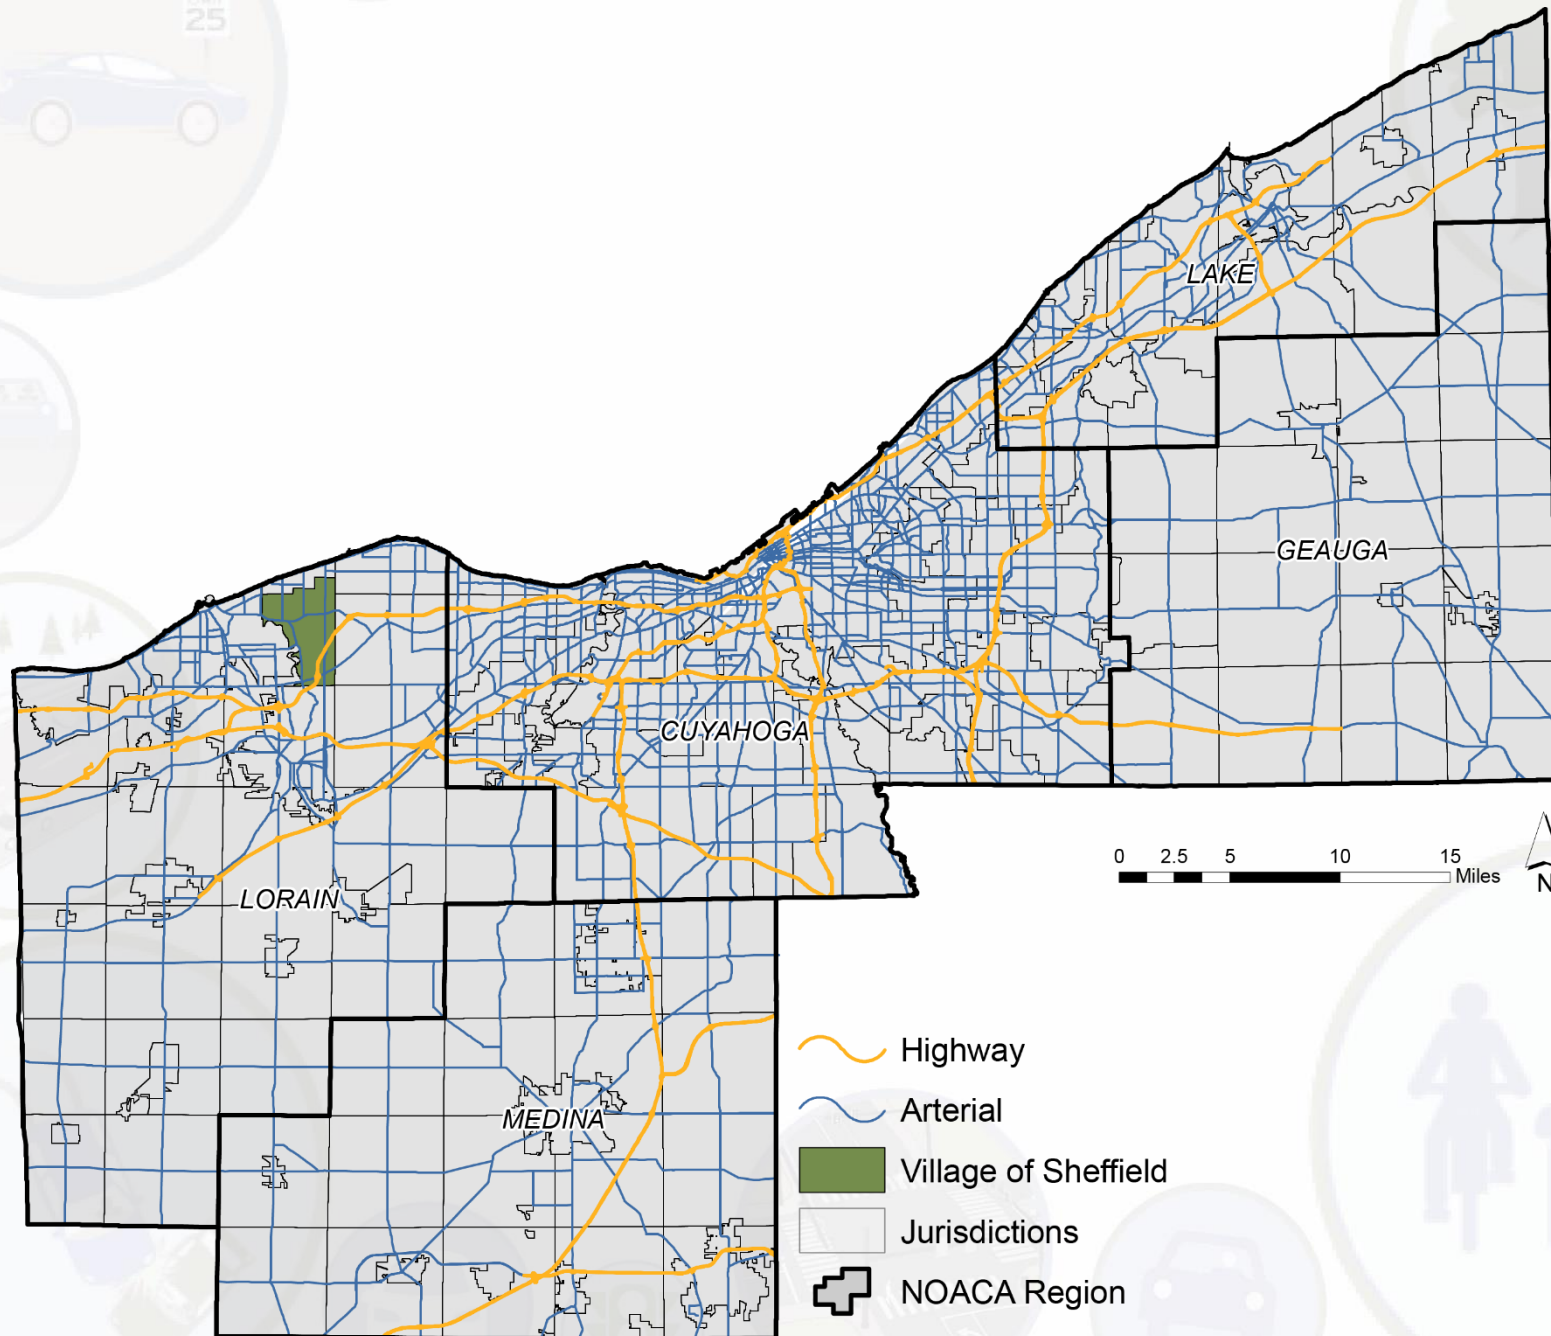 25
LAKE
GEAUGA
CUYAHOGA
0 2.5 5 10 15 Miles
N
LORAIN
MEDINA
Highway
Arterial
Village of Sheffield
Jurisdictions
NOACA Region